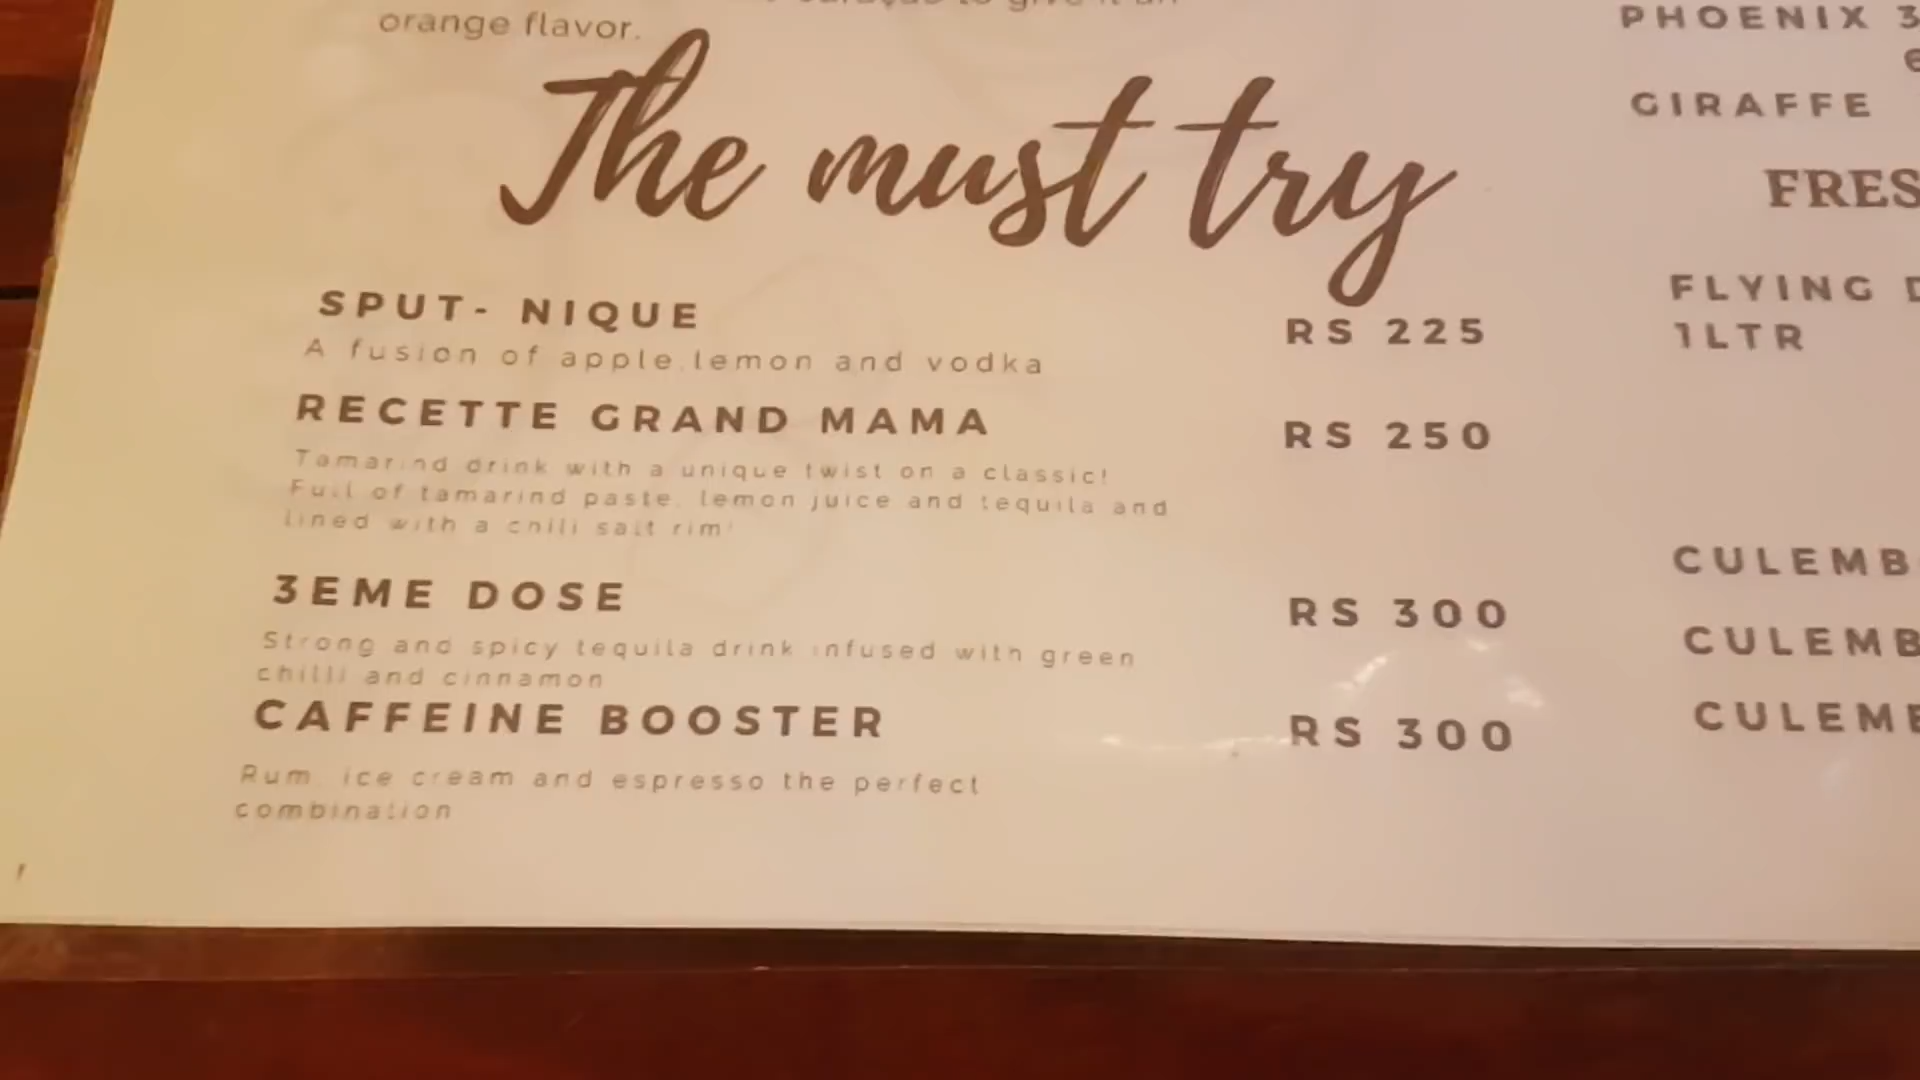 orange flavor.
The must try
SPUT- NIQUE RS 225
A fusion of apple,lemon and vodka
RECETTE GRAND MAMA RS 250
Tamarind drink with a unique twist on a classic!
Full of tamarind paste, lemon juice and tequila and
lined with a chili salt rim!
3EME DOSE RS 300
Strong and spicy tequila drink infused with green
chilli and cinnamon
CAFFEINE BOOSTER RS 300
Rum, ice cream and espresso the perfect
combination
PHOENIX 3
GIRAFFE
FRES
FLYING D
1LTR
CULEMB
CULEMB
CULEMB